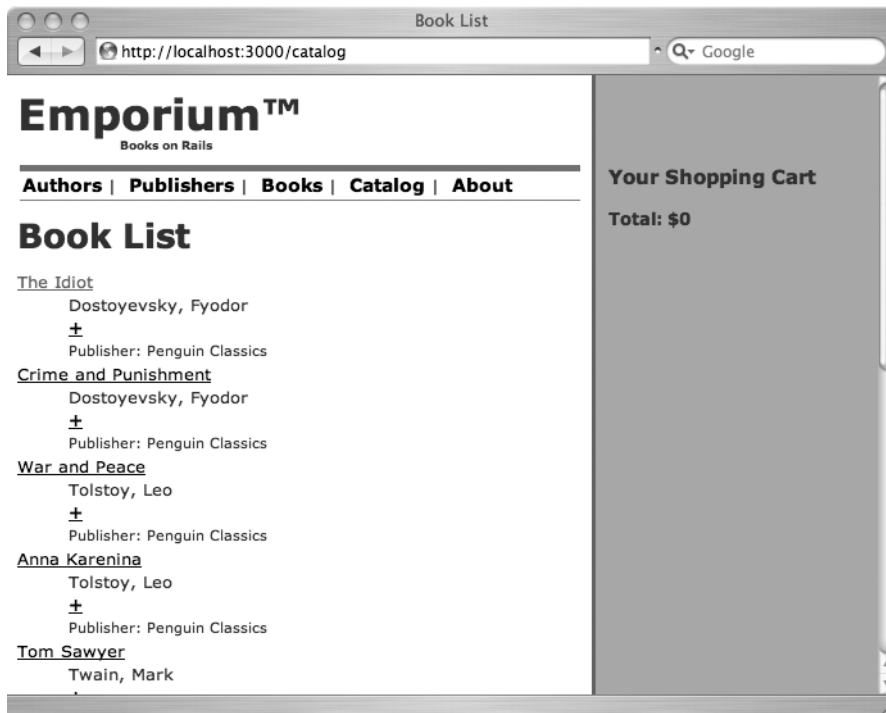 Book List
http://localhost:3000/catalog
Google
Emporium™
Books on Rails
Authors | Publishers | Books | Catalog | About
Book List
The Idiot
Dostoyevsky, Fyodor
+
Publisher: Penguin Classics
Crime and Punishment
Dostoyevsky, Fyodor
+
Publisher: Penguin Classics
War and Peace
Tolstoy, Leo
+
Publisher: Penguin Classics
Anna Karenina
Tolstoy, Leo
+
Publisher: Penguin Classics
Tom Sawyer
Twain, Mark
Your Shopping Cart
Total: $0